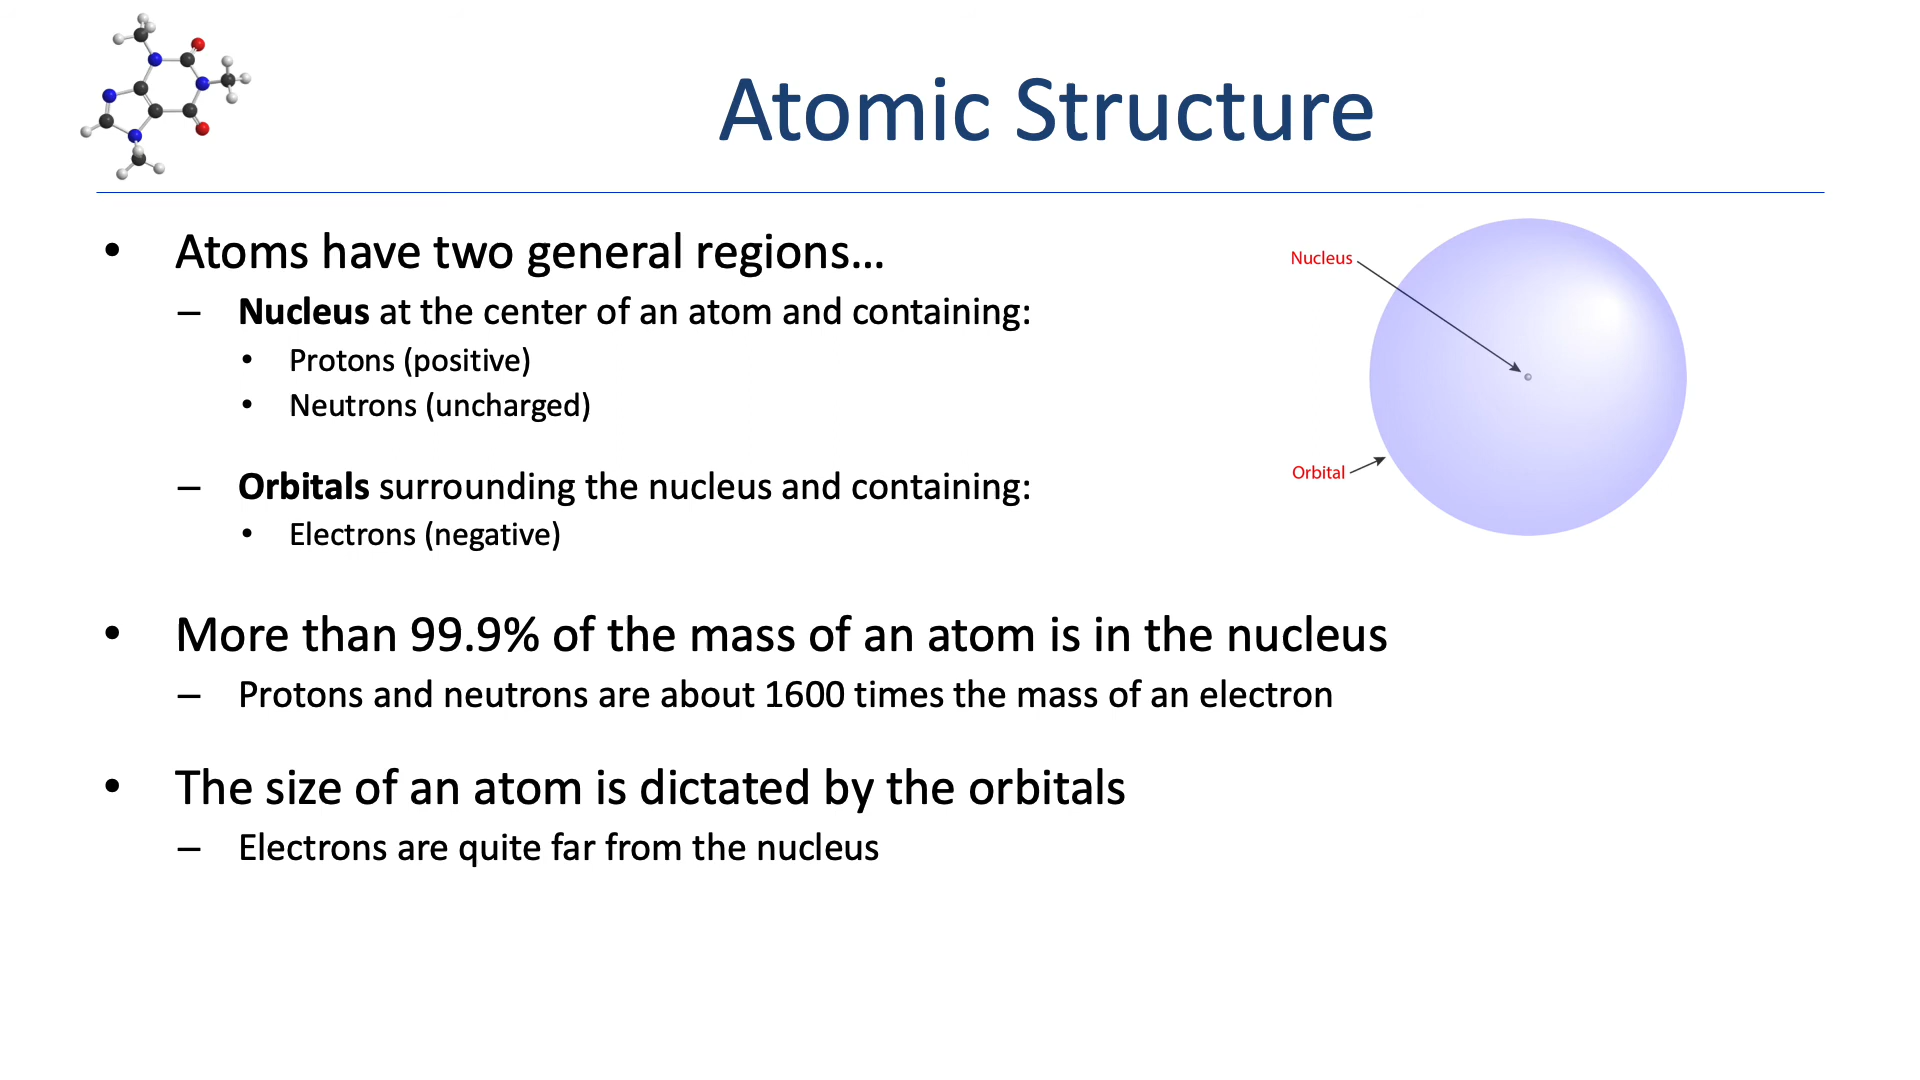 Atomic Structure
• Atoms have two general regions…
– Nucleus at the center of an atom and containing:
• Protons (positive)
• Neutrons (uncharged)
– Orbitals surrounding the nucleus and containing:
• Electrons (negative)
• More than 99.9% of the mass of an atom is in the nucleus
– Protons and neutrons are about 1600 times the mass of an electron
• The size of an atom is dictated by the orbitals
– Electrons are quite far from the nucleus
Nucleus
Orbital